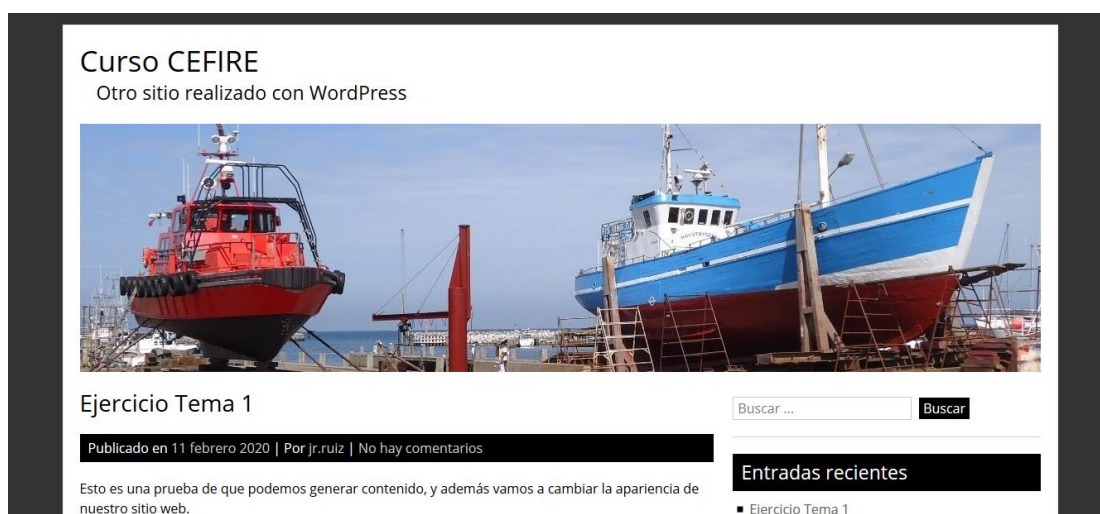 Curso CEFIRE
Otro sitio realizado con WordPress
Ejercicio Tema 1
Publicado en 11 febrero 2020 | Por jr.ruiz | No hay comentarios
Esto es una prueba de que podemos generar contenido, y además vamos a cambiar la apariencia de
nuestro sitio web.
Buscar ...
Buscar
Entradas recientes
Ejercicio Tema 1